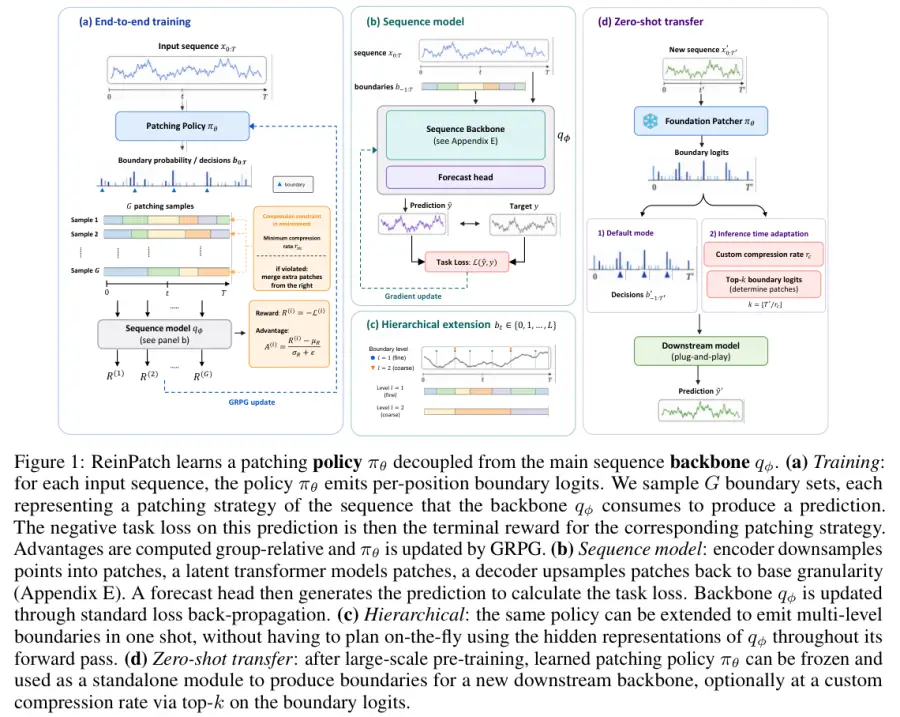 (a) End-to-end training
Input sequence x_{0:T}
0
t
T
Patching Policy π_θ
Boundary probability / decisions b_{0:T}
boundary
G patching samples
Sample 1
Sample 2
Sample G
0
t
T
Compression constraint
in environment
Minimum compression
if violated:
merge extra patches
from the right
Sequence model q_ϕ
(see panel b)
Reward: R^{(i)} = −ℒ^{(i)}
Advantage:
A^{(i)} = (R^{(i)} − μ_R) / (σ_R + ϵ)
R^{(1)} R^{(2)} ..... R^{(G)}
GRPG update
(b) Sequence model
sequence x_{0:T}
0
t
T
boundaries b_{−1:T}
Sequence Backbone
(see Appendix E)
q_ϕ
Forecast head
Prediction ŷ
Target y
Task Loss: ℒ(ŷ, y)
Gradient update
(c) Hierarchical extension b_t ∈ {0, 1, ..., L}
Boundary level
l = 1 (fine)
l = 2 (coarse)
Level l = 1
(fine)
Level l = 2
(coarse)
(d) Zero-shot transfer
New sequence x′_{0:T′}
0
t′
T′
Foundation Patcher π_θ
Boundary logits
0
T′
1) Default mode
0
T′
Decisions b′_{−1:T′}
2) Inference time adaptation
Custom compression rate r_c
Top-k boundary logits
(determine patches)
Downstream model
(plug-and-play)
Prediction ŷ′
Figure 1: ReinPatch learns a patching policy π_θ decoupled from the main sequence backbone q_ϕ. (a) Training:
for each input sequence, the policy π_θ emits per-position boundary logits. We sample G boundary sets, each
representing a patching strategy of the sequence that the backbone q_ϕ consumes to produce a prediction.
The negative task loss on this prediction is then the terminal reward for the corresponding patching strategy.
Advantages are computed group-relative and π_θ is updated by GRPG. (b) Sequence model: encoder downsamples
points into patches, a latent transformer models patches, a decoder upsamples patches back to base granularity
(Appendix E). A forecast head then generates the prediction to calculate the task loss. Backbone q_ϕ is updated
through standard loss back-propagation. (c) Hierarchical: the same policy can be extended to emit multi-level
boundaries in one shot, without having to plan on-the-fly using the hidden representations of q_ϕ throughout its
forward pass. (d) Zero-shot transfer: after large-scale pre-training, learned patching policy π_θ can be frozen and
used as a standalone module to produce boundaries for a new downstream backbone, optionally at a custom
compression rate via top-k on the boundary logits.